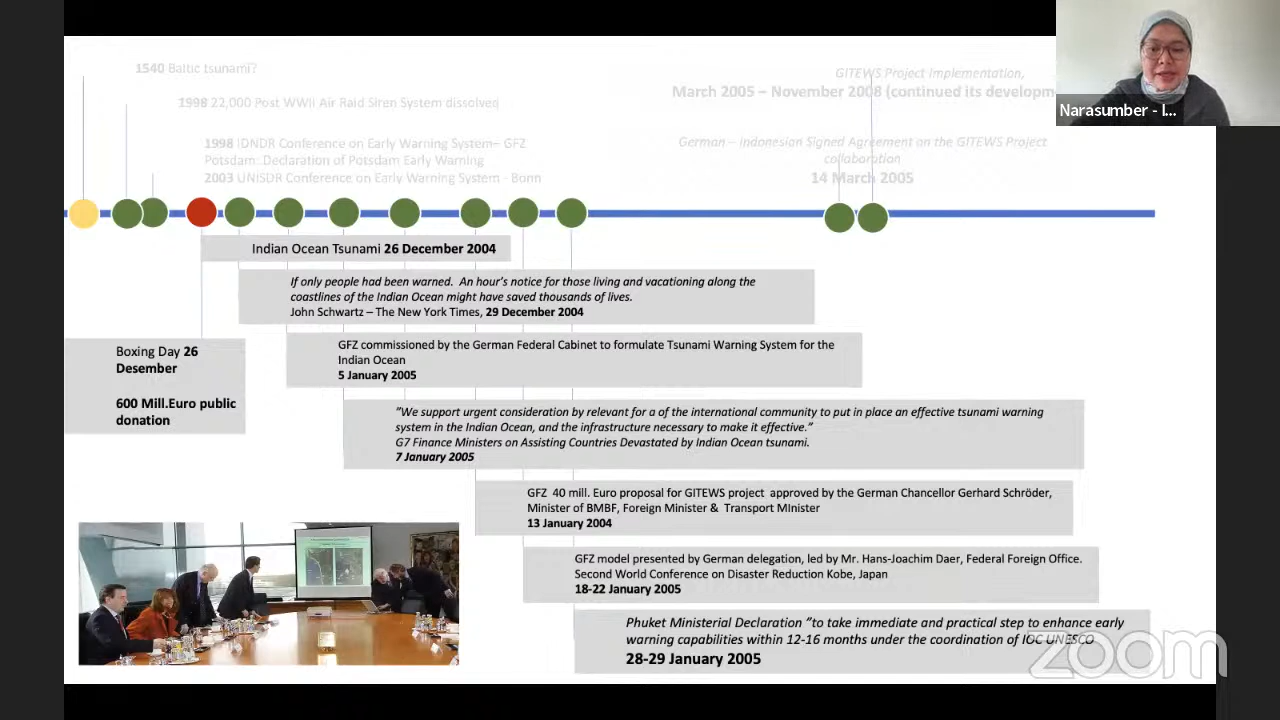 1540 Baltic tsunami?
1998 22,000 Post WWII Air Raid Siren System dissolved
1998 IDNDR Conference on Early Warning System– GFZ
Potsdam: Declaration of Potsdam Early Warning
2003 UNISDR Conference on Early Warning System - Bonn
GITEWS Project Implementation,
March 2005 – November 2008 (continued its developm
German – Indonesian Signed Agreement on the GITEWS Project
collaboration
14 March 2005
Narasumber - I...
Indian Ocean Tsunami 26 December 2004
If only people had been warned. An hour's notice for those living and vacationing along the
coastlines of the Indian Ocean might have saved thousands of lives.
John Schwartz – The New York Times, 29 December 2004
Boxing Day 26
Desember
600 Mill.Euro public
donation
GFZ commissioned by the German Federal Cabinet to formulate Tsunami Warning System for the
Indian Ocean
5 January 2005
"We support urgent consideration by relevant for a of the international community to put in place an effective tsunami warning
system in the Indian Ocean, and the infrastructure necessary to make it effective."
G7 Finance Ministers on Assisting Countries Devastated by Indian Ocean tsunami.
7 January 2005
GFZ 40 mill. Euro proposal for GITEWS project approved by the German Chancellor Gerhard Schröder,
Minister of BMBF, Foreign Minister & Transport MInister
13 January 2004
GFZ model presented by German delegation, led by Mr. Hans-Joachim Daer, Federal Foreign Office.
Second World Conference on Disaster Reduction Kobe, Japan
18-22 January 2005
Phuket Ministerial Declaration "to take immediate and practical step to enhance early
warning capabilities within 12-16 months under the coordination of IOC UNESCO
28-29 January 2005
zoom